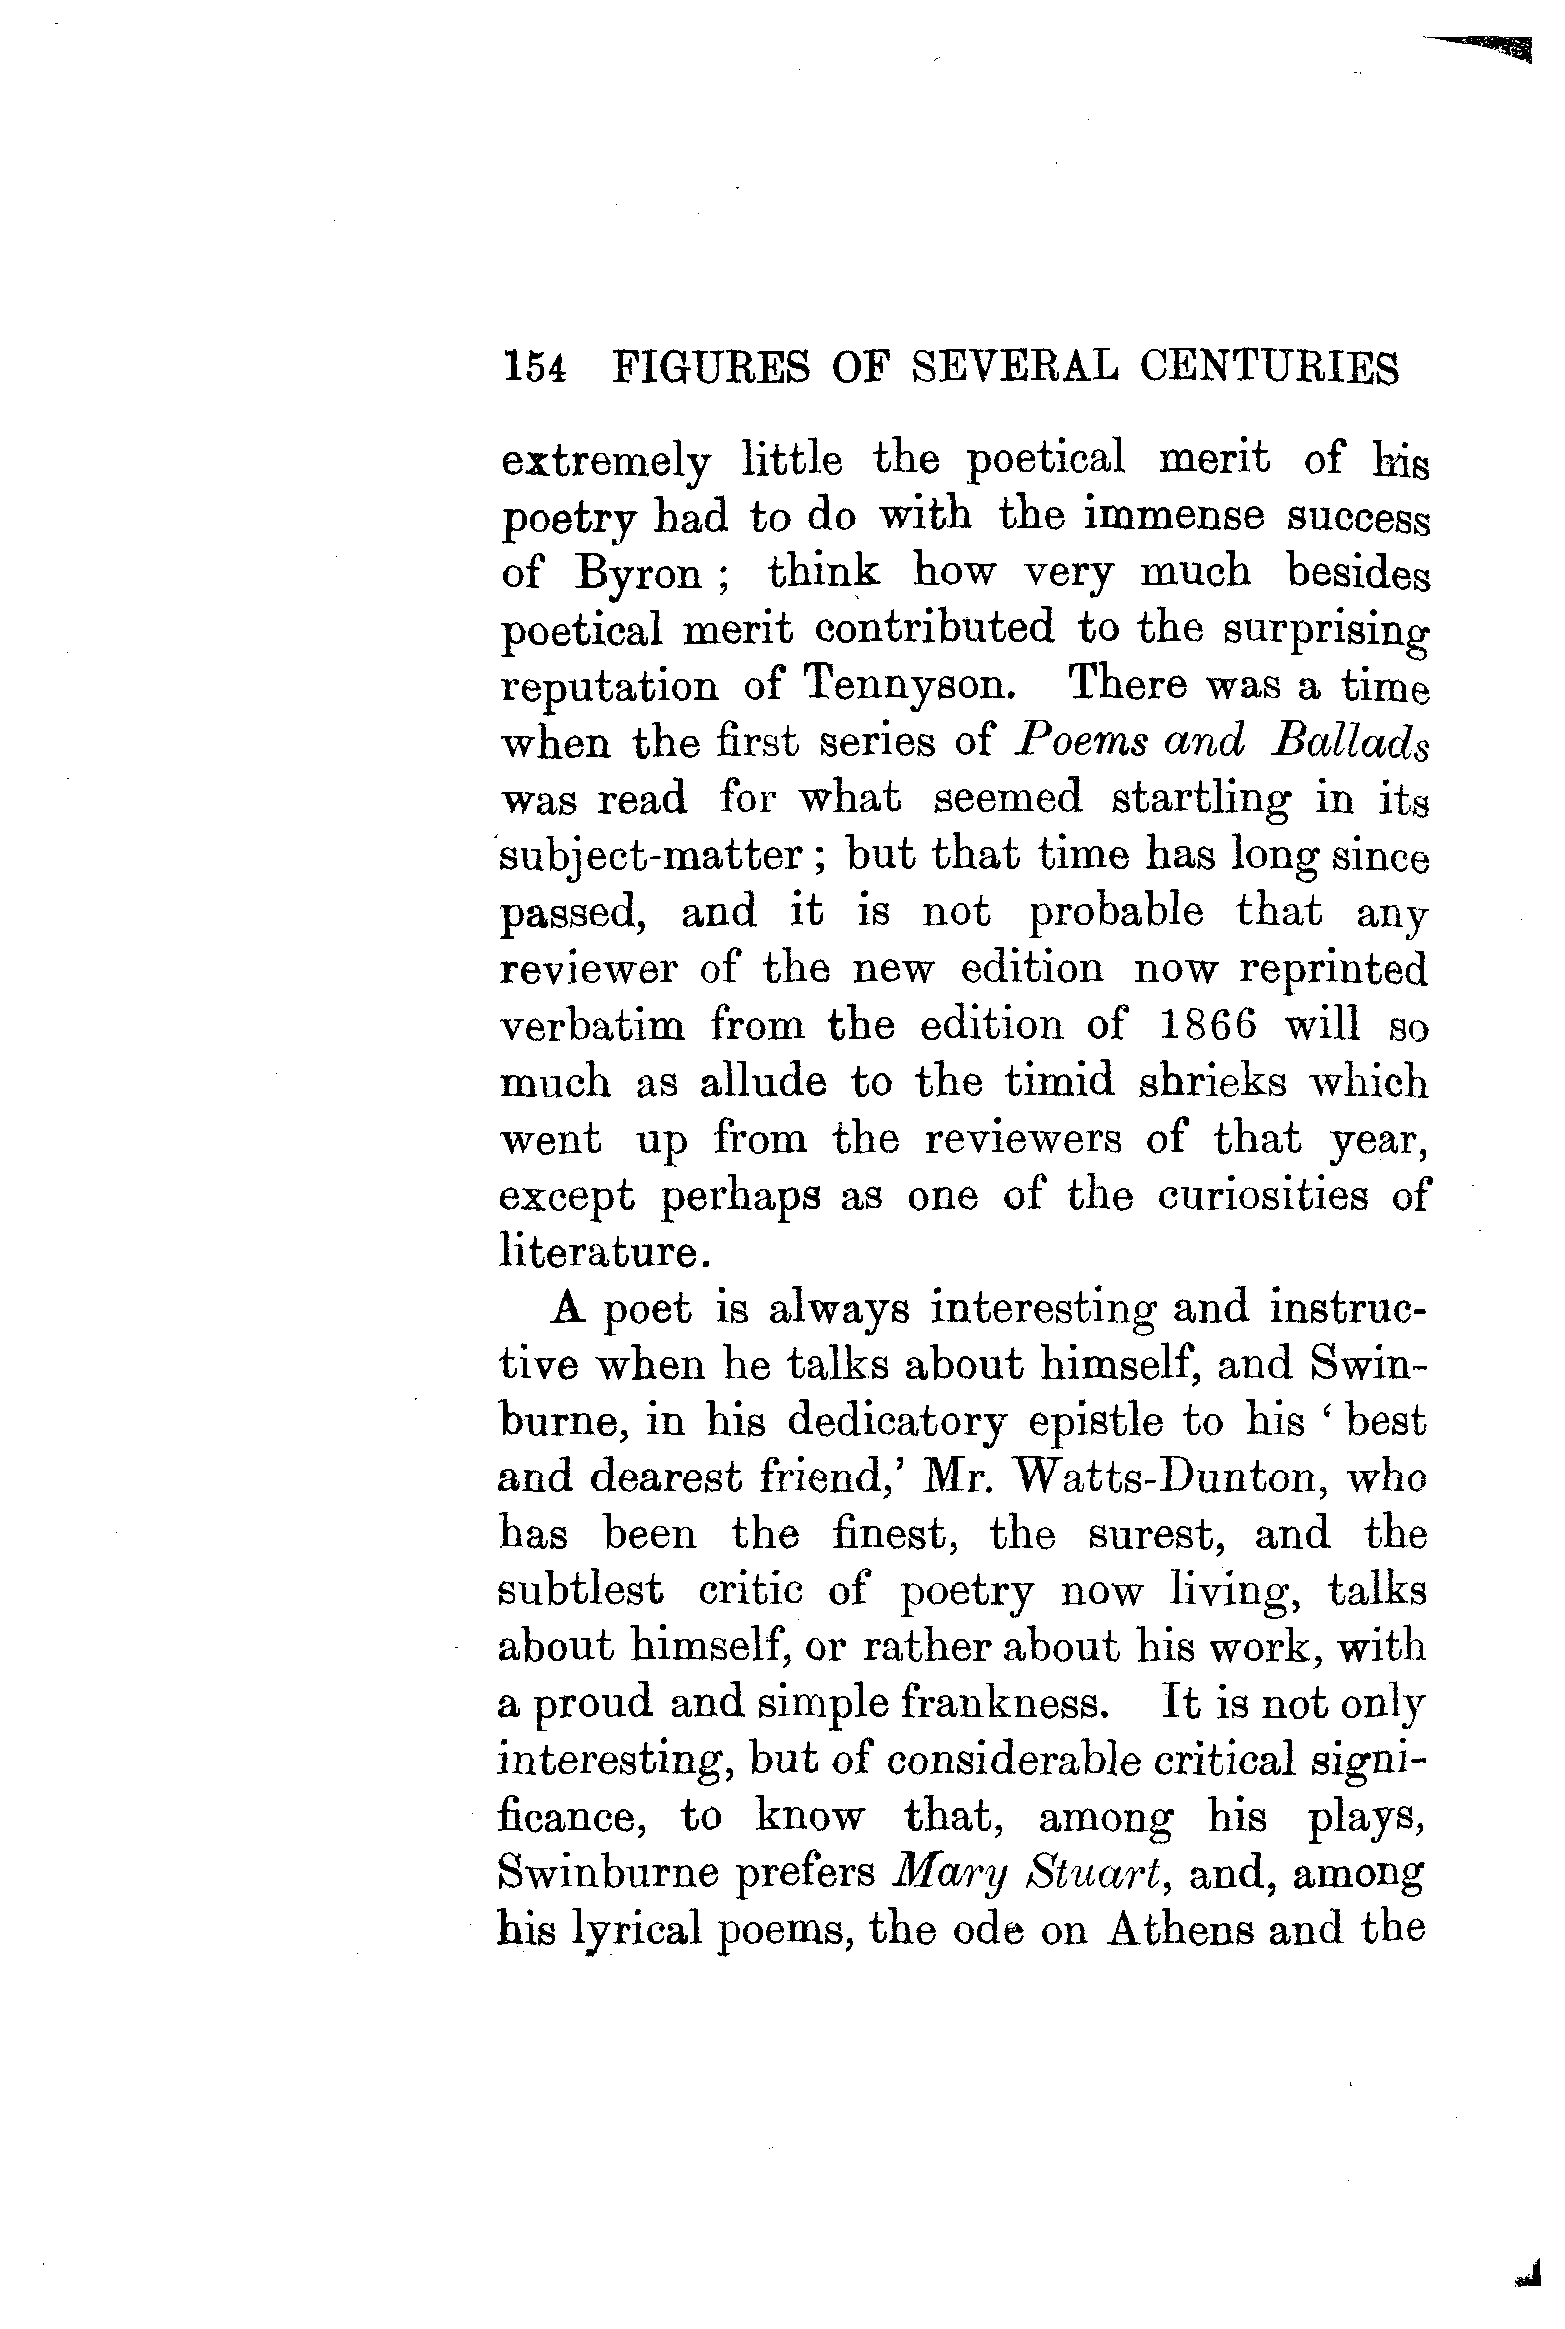 154 FIGURES OF SEVERAL CENTURIES
extremely little the poetical merit of his
poetry had to do with the immense success
of Byron ; think how very much besides
poetical merit contributed to the surprising
reputation of Tennyson. There was a time
when the first series of Poems and Ballads
was read for what seemed startling in its
subject-matter ; but that time has long since
passed, and it is not probable that any
reviewer of the new edition now reprinted
verbatim from the edition of 1866 will so
much as allude to the timid shrieks which
went up from the reviewers of that year,
except perhaps as one of the curiosities of
literature.
A poet is always interesting and instruc-
tive when he talks about himself, and Swin-
burne, in his dedicatory epistle to his ‘ best
and dearest friend,’ Mr. Watts-Dunton, who
has been the finest, the surest, and the
subtlest critic of poetry now living, talks
about himself, or rather about his work, with
a proud and simple frankness. It is not only
interesting, but of considerable critical signi-
ficance, to know that, among his plays,
Swinburne prefers Mary Stuart, and, among
his lyrical poems, the ode on Athens and the